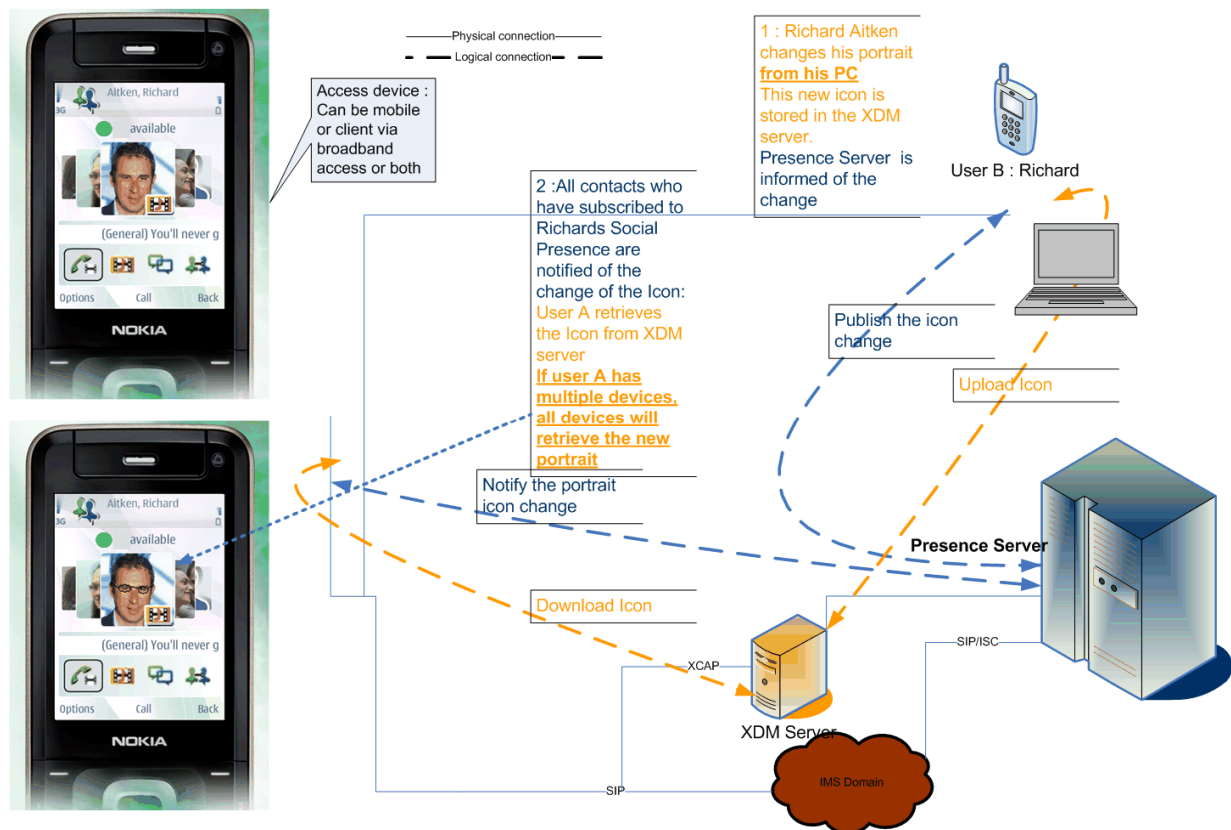 Physical connection
Logical connection
Aitken, Richard
3G
available
(General) You'll never g
Options Call Back
NOKIA
Access device :
Can be mobile
or client via
broadband
access or both
1 : Richard Aitken
changes his portrait
from his PC
This new icon is
stored in the XDM
server.
Presence Server is
informed of the
change
User B : Richard
2 :All contacts who
have subscribed to
Richards Social
Presence are
notified of the
change of the Icon:
User A retrieves
the Icon from XDM
server
If user A has
multiple devices,
all devices will
retrieve the new
portrait
Publish the icon
change
Upload Icon
Notify the portrait
icon change
Aitken, Richard
3G
available
(General) You'll never g
Options Call Back
NOKIA
Presence Server
Download Icon
SIP/ISC
XCAP
XDM Server
SIP
IMS Domain